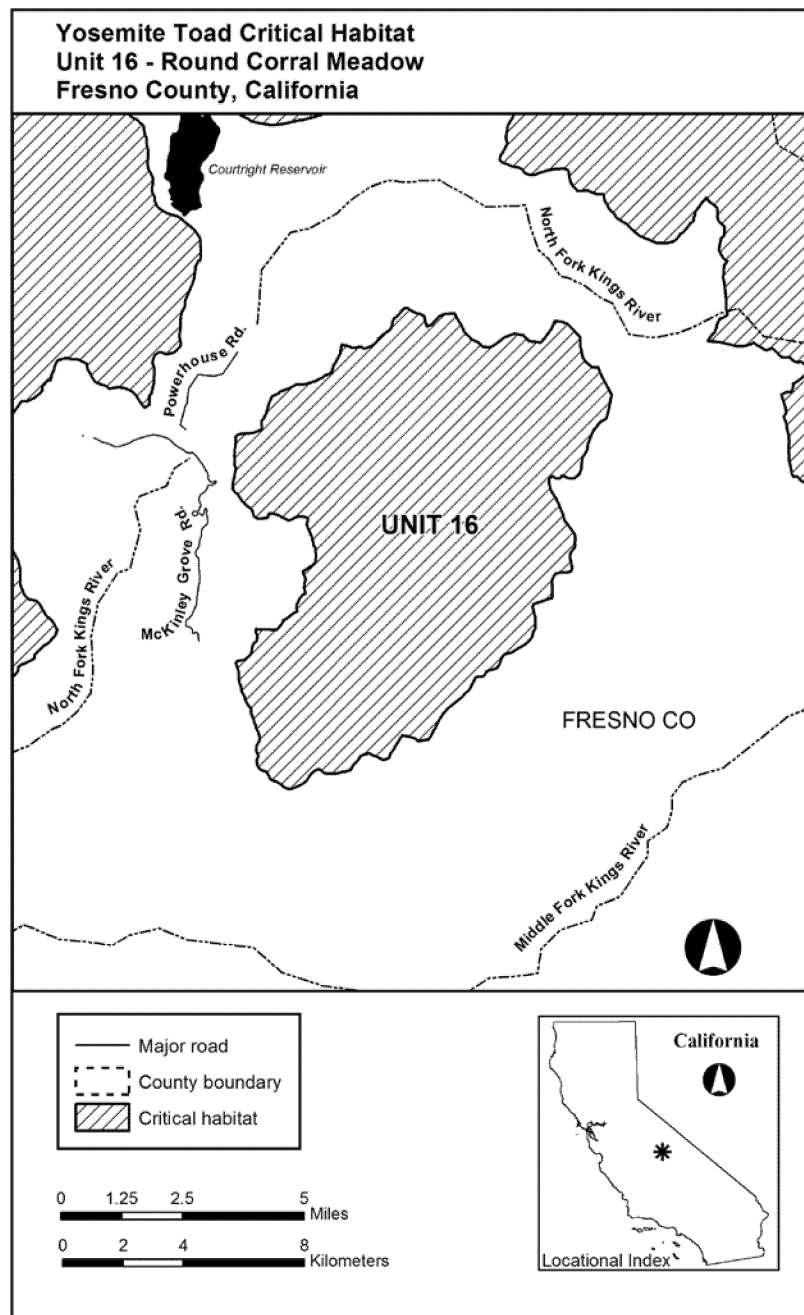 Yosemite Toad Critical Habitat
Unit 16 - Round Corral Meadow
Fresno County, California
Courtright Reservoir
North Fork Kings River
Powerhouse Rd.
UNIT 16
McKinley Grove Rd.
North Fork Kings River
FRESNO CO
Middle Fork Kings River
Major road
County boundary
Critical habitat
0 1.25 2.5 5
Miles
0 2 4 8
Kilometers
California
Locational Index